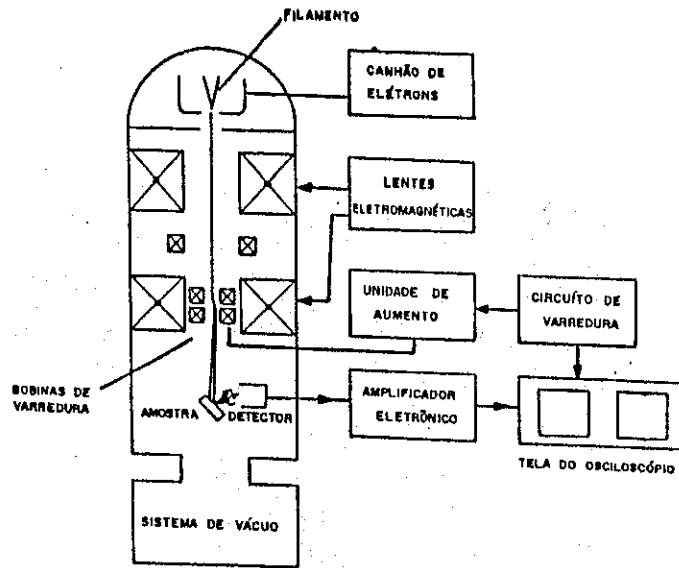 FILAMENTO
CANHÃO DE
ELÉTRONS
LENTES
ELETROMAGNÉTICAS
UNIDADE DE
AUMENTO
CIRCUÍTO DE
VARREDURA
BOBINAS DE
VARREDURA
AMOSTRA
DETECTOR
AMPLIFICADOR
ELETRÔNICO
TELA DO OSCILOSCÓPIO
SISTEMA DE VÁCUO